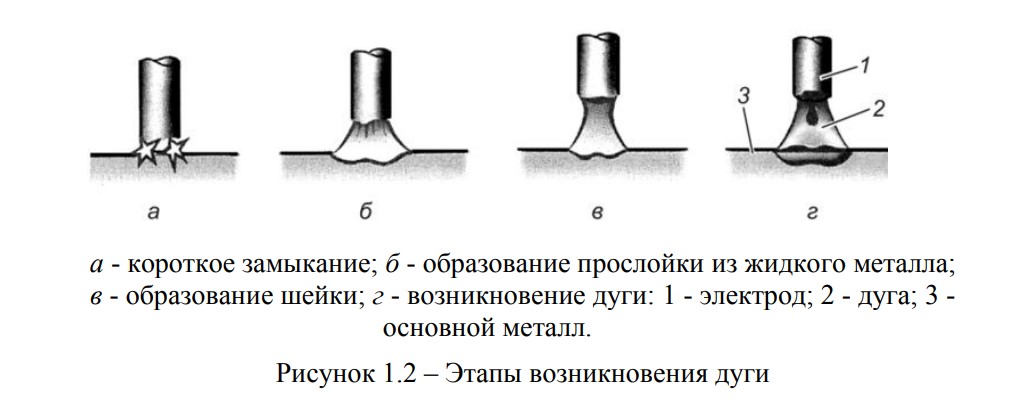 1
2
3
а б в г
а - короткое замыкание; б - образование прослойки из жидкого металла;
в - образование шейки; г - возникновение дуги: 1 - электрод; 2 - дуга; 3 -
основной металл.
Рисунок 1.2 – Этапы возникновения дуги